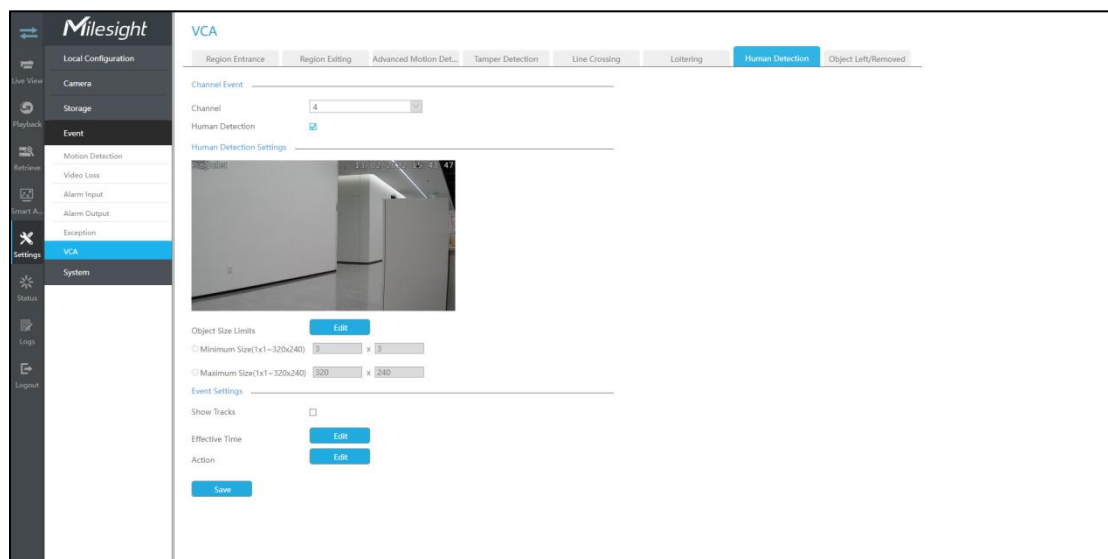 Milesight
Live View
Playback
Retrieve
Smart A...
Settings
Status
Logs
Logout
Local Configuration
Camera
Storage
Event
Motion Detection
Video Loss
Alarm Input
Alarm Output
Exception
VCA
System
VCA
Region Entrance Region Exiting Advanced Motion Det... Tamper Detection Line Crossing Loitering Human Detection Object Left/Removed
Channel Event
Channel 4
Human Detection
Human Detection Settings
47
Object Size Limits Edit
Minimum Size(1x1~320x240) 3 x 3
Maximum Size(1x1~320x240) 320 x 240
Event Settings
Show Tracks
Effective Time Edit
Action Edit
Save